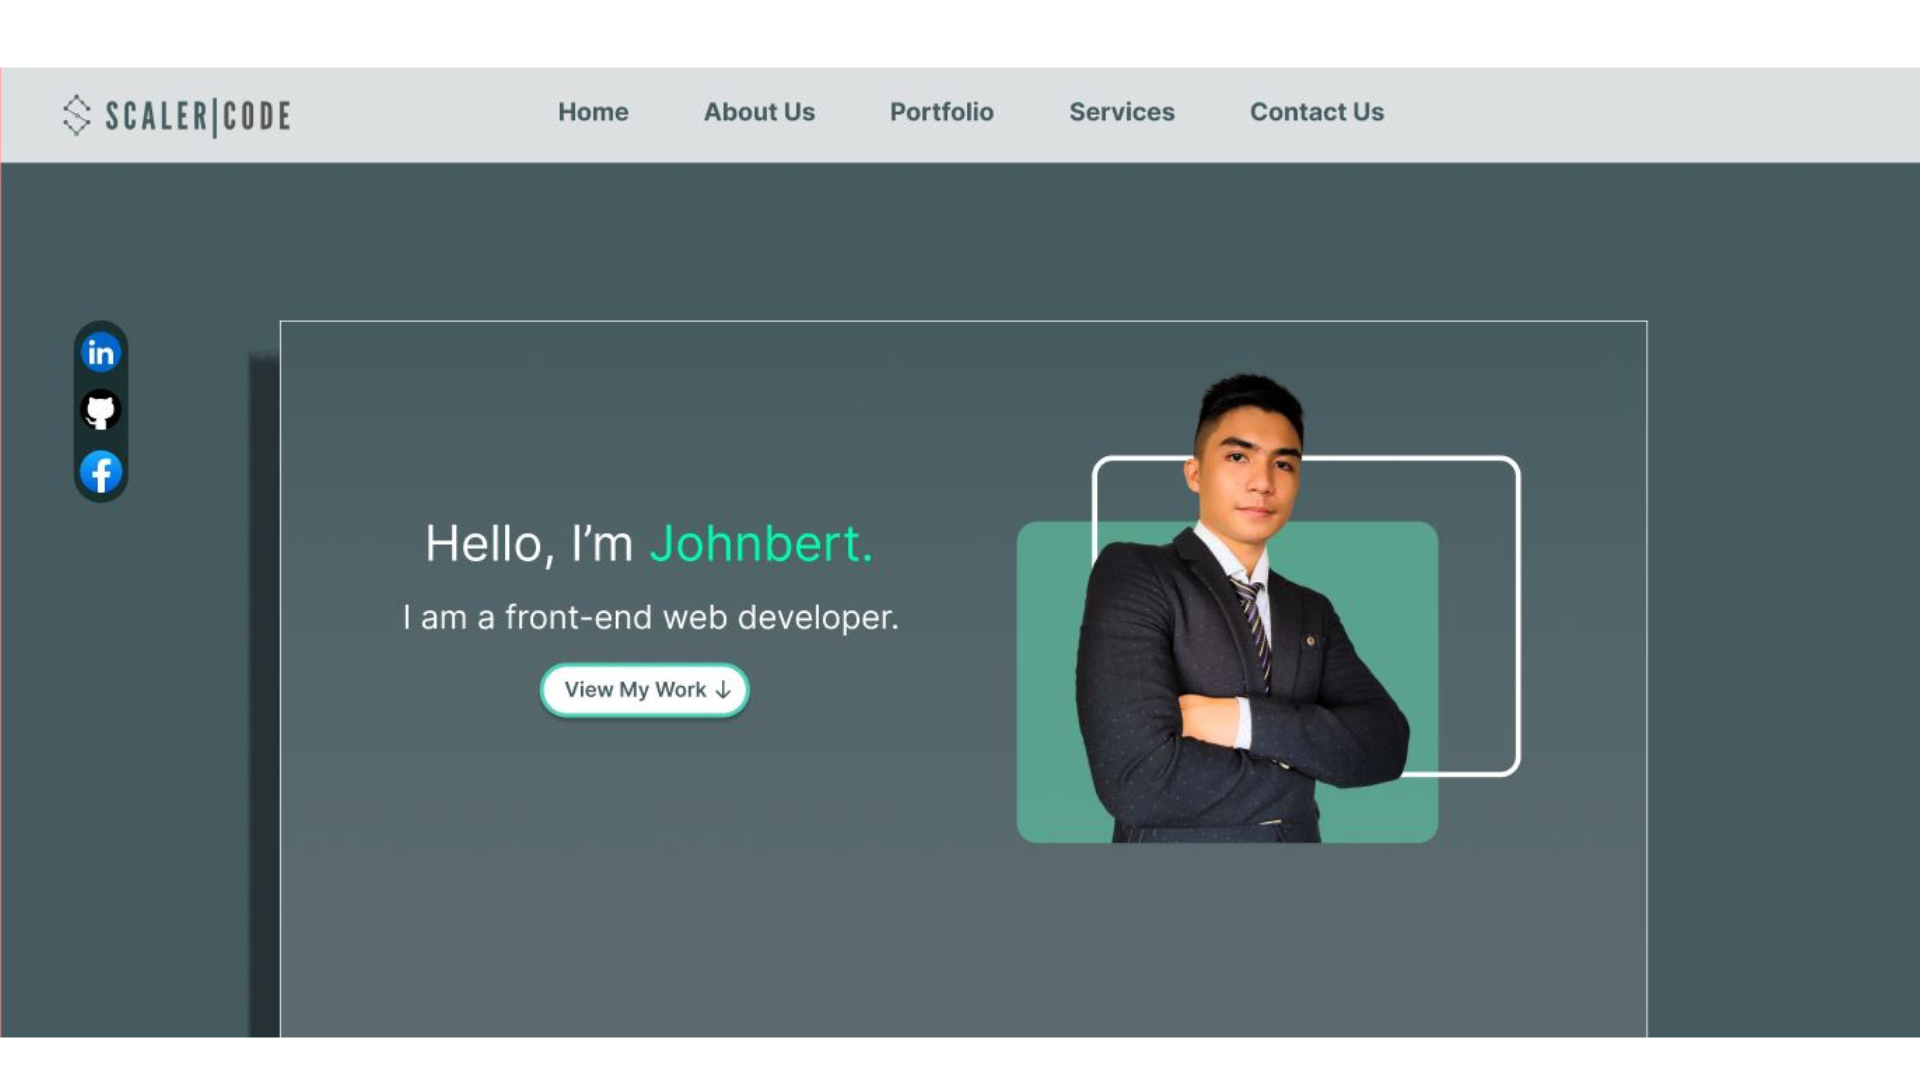 SCALER|CODE
Home About Us Portfolio Services Contact Us
in
f
Hello, I’m Johnbert.
I am a front-end web developer.
View My Work ↓